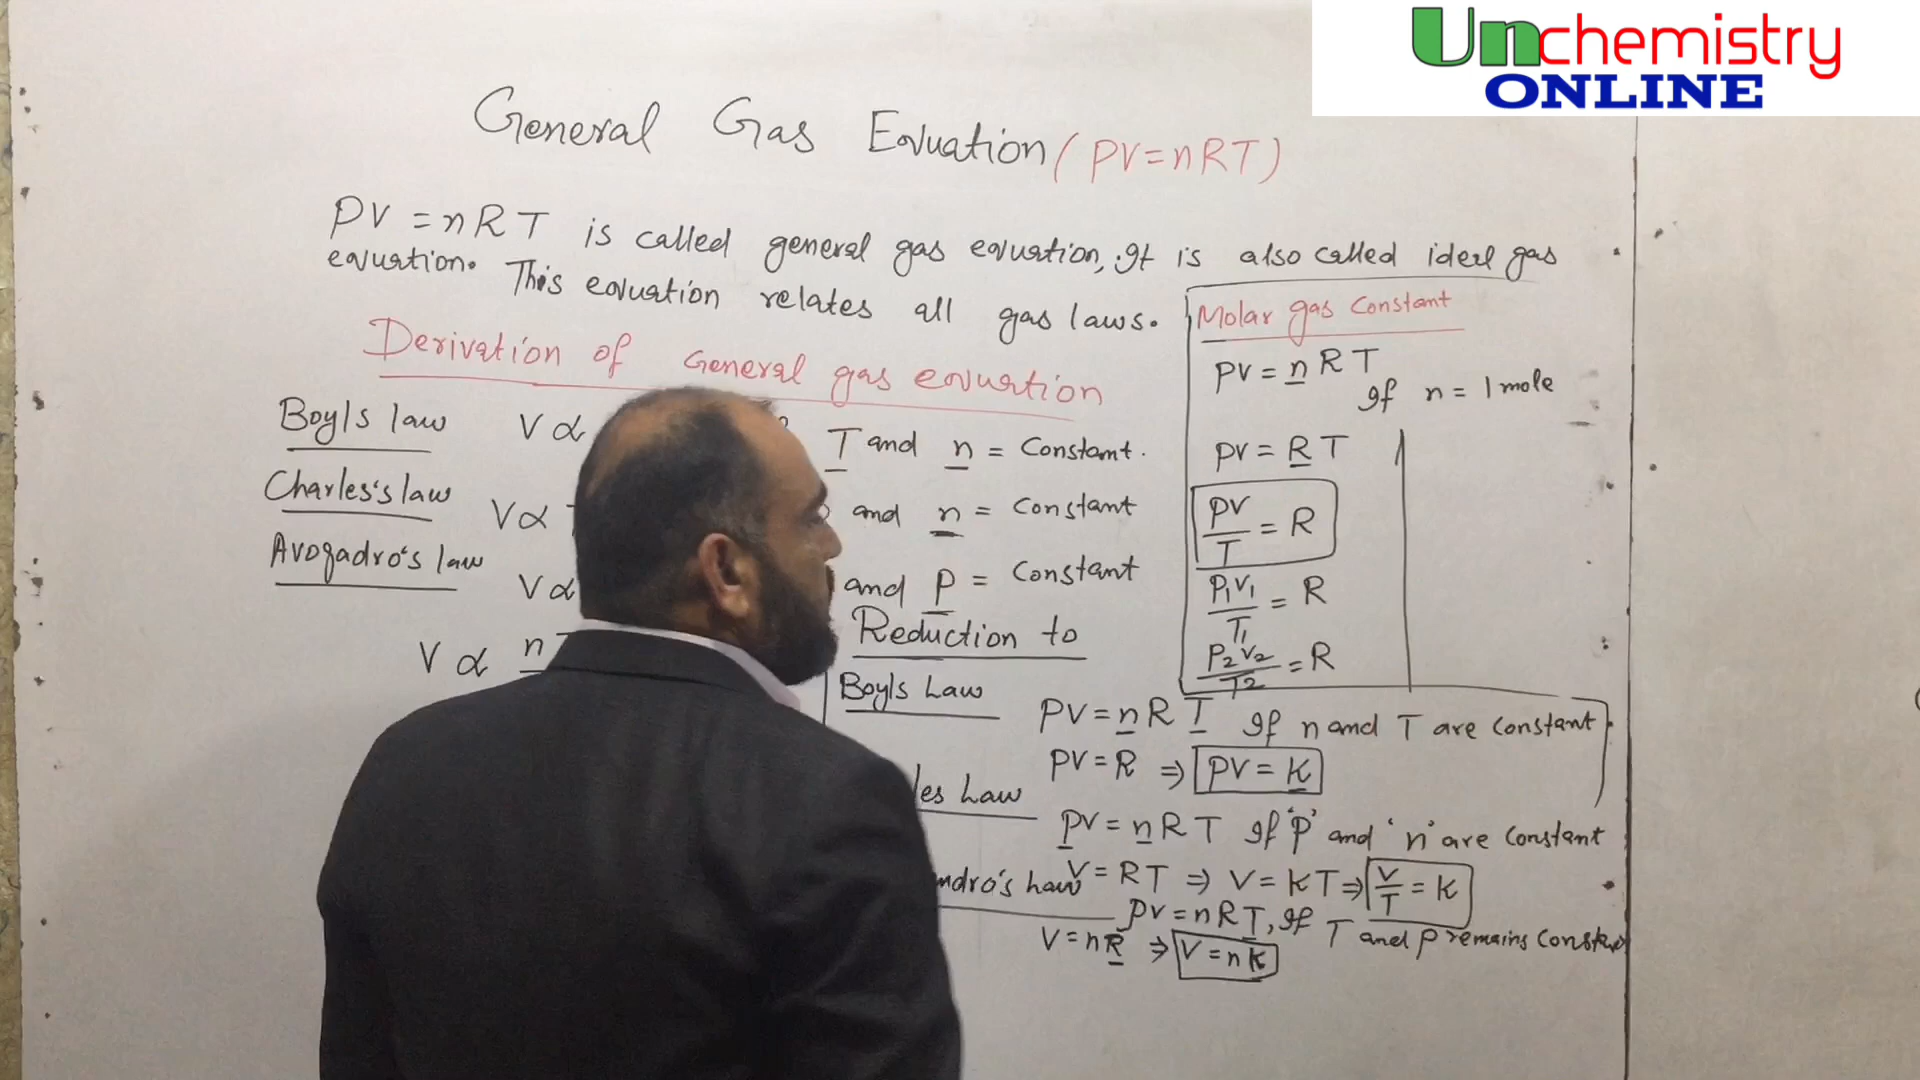 Unchemistry
ONLINE
General Gas Equation (PV=nRT)
PV = nRT is called general gas equation, It is also called ideal gas
equation. This equation relates all gas laws.
Derivation of General gas equation
Boyls law V∝ T and n = Constant.
Charles's law V∝ and n = Constant
Avogadro's law V∝ and P = Constant
V∝ n
Molar gas Constant
PV = nRT
If n = 1 mole
PV = RT
PV/T = R
P₁V₁/T₁ = R
P₂V₂/T2 = R
Reduction to
Boyls Law
PV = nRT If n and T are constant
PV = R ⇒ PV = K
les Law
PV = nRT If 'P' and 'n' are constant
V = RT ⇒ V = KT ⇒ V/T = K
adro's Law
PV = nRT, If T and P remains Constan
V = nR ⇒ V = nK